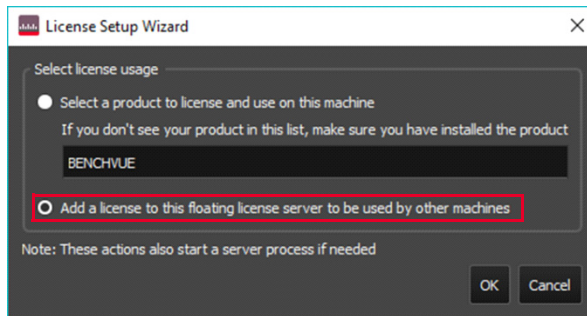 License Setup Wizard
Select license usage
Select a product to license and use on this machine
If you don't see your product in this list, make sure you have installed the product
BENCHVUE
Add a license to this floating license server to be used by other machines
Note: These actions also start a server process if needed
OK Cancel